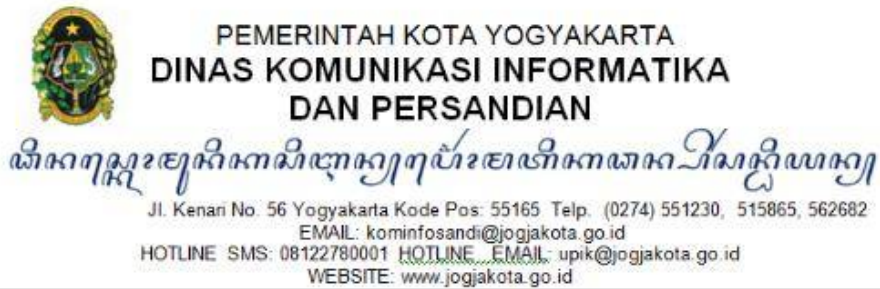 PEMERINTAH KOTA YOGYAKARTA
DINAS KOMUNIKASI INFORMATIKA
DAN PERSANDIAN
Jl. Kenari No. 56 Yogyakarta Kode Pos: 55165 Telp. (0274) 551230, 515865, 562682
EMAIL: kominfosandi@jogjakota.go.id
HOTLINE SMS: 08122780001 HOTLINE EMAIL: upik@jogjakota.go.id
WEBSITE: www.jogjakota.go.id